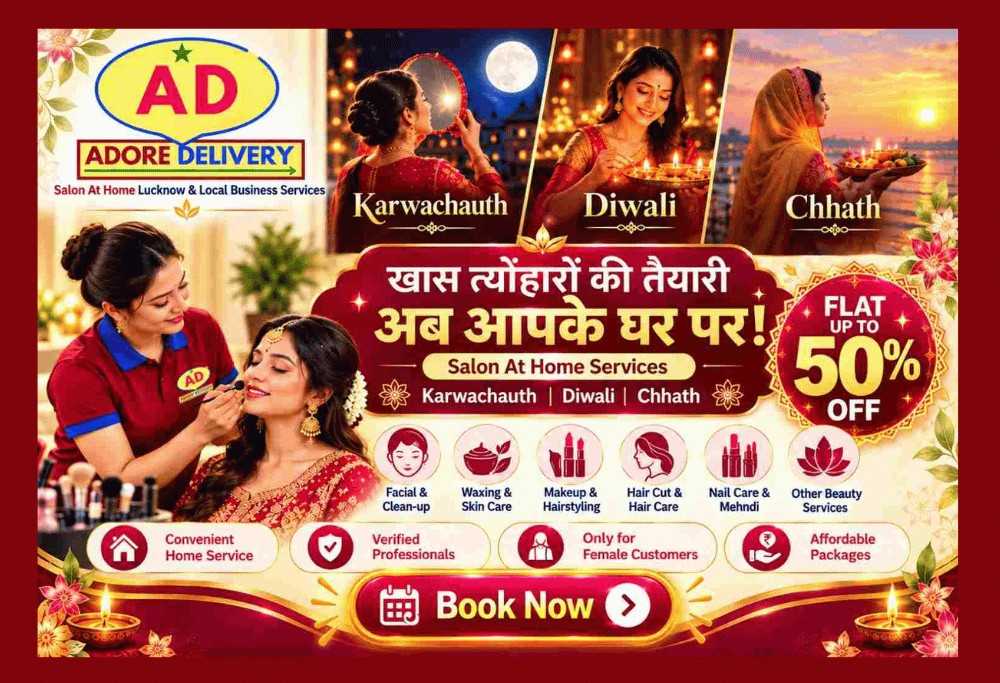 AD
ADORE DELIVERY
Salon At Home Lucknow & Local Business Services
Karwachauth
Diwali
Chhath
खास त्योंहारों की तैयारी
अब आपके घर पर!
Salon At Home Services
Karwachauth | Diwali | Chhath
FLAT
UP TO
50%
OFF
AD
Facial &
Clean-up
Waxing &
Skin Care
Makeup &
Hairstyling
Hair Cut &
Hair Care
Nail Care &
Mehndi
Other Beauty
Services
Convenient
Home Service
Verified
Professionals
Only for
Female Customers
₹
Affordable
Packages
Book Now